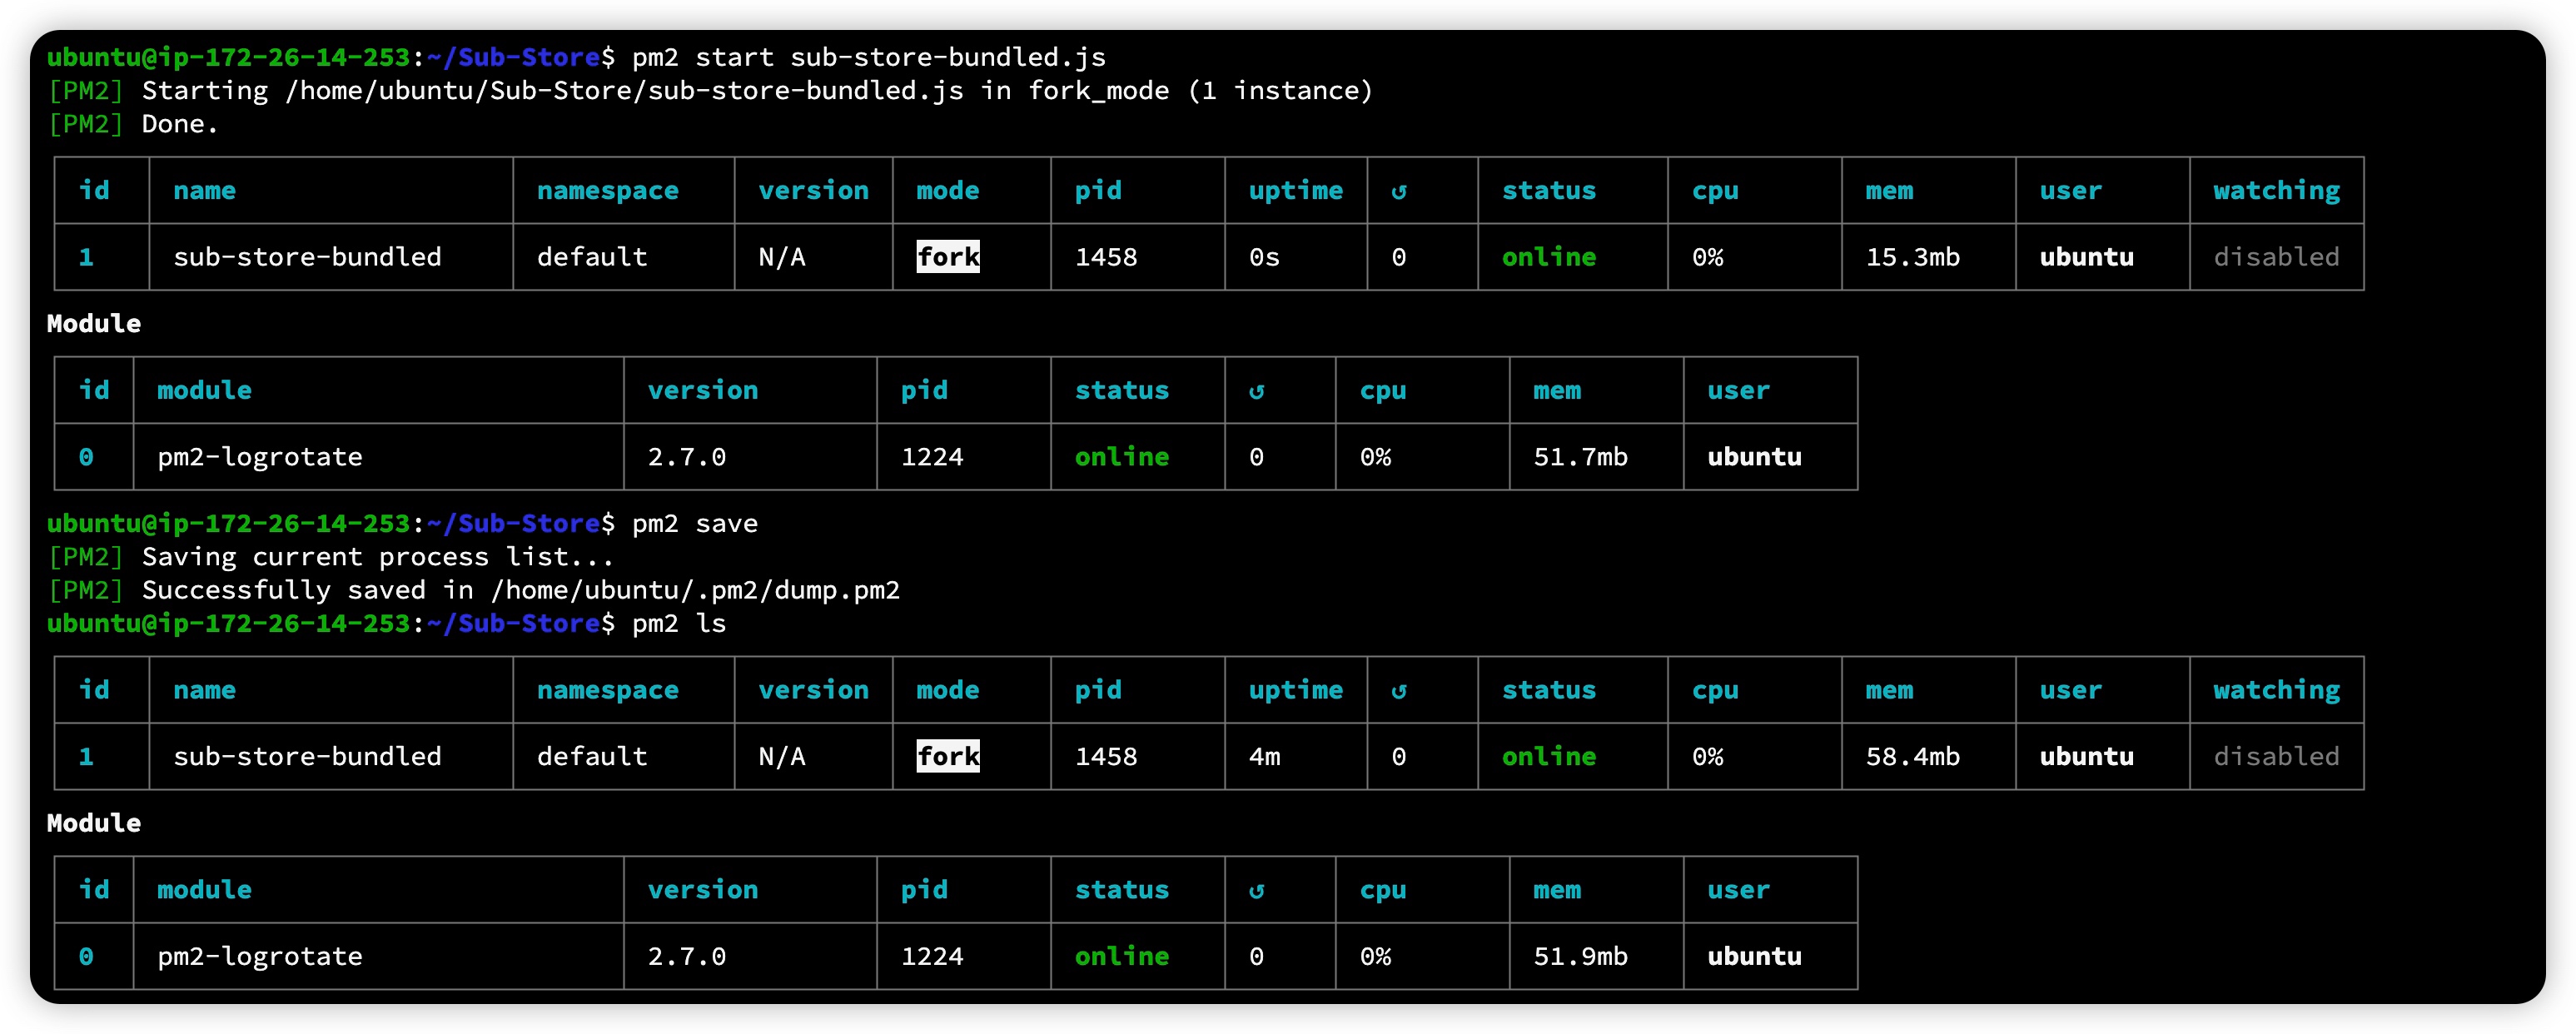 ubuntu@ip-172-26-14-253:~/Sub-Store$ pm2 start sub-store-bundled.js
[PM2] Starting /home/ubuntu/Sub-Store/sub-store-bundled.js in fork_mode (1 instance)
[PM2] Done.
id name namespace version mode pid uptime ↺ status cpu mem user watching
1 sub-store-bundled default N/A fork 1458 0s 0 online 0% 15.3mb ubuntu disabled
Module
id module version pid status ↺ cpu mem user
0 pm2-logrotate 2.7.0 1224 online 0 0% 51.7mb ubuntu
ubuntu@ip-172-26-14-253:~/Sub-Store$ pm2 save
[PM2] Saving current process list...
[PM2] Successfully saved in /home/ubuntu/.pm2/dump.pm2
ubuntu@ip-172-26-14-253:~/Sub-Store$ pm2 ls
id name namespace version mode pid uptime ↺ status cpu mem user watching
1 sub-store-bundled default N/A fork 1458 4m 0 online 0% 58.4mb ubuntu disabled
Module
id module version pid status ↺ cpu mem user
0 pm2-logrotate 2.7.0 1224 online 0 0% 51.9mb ubuntu